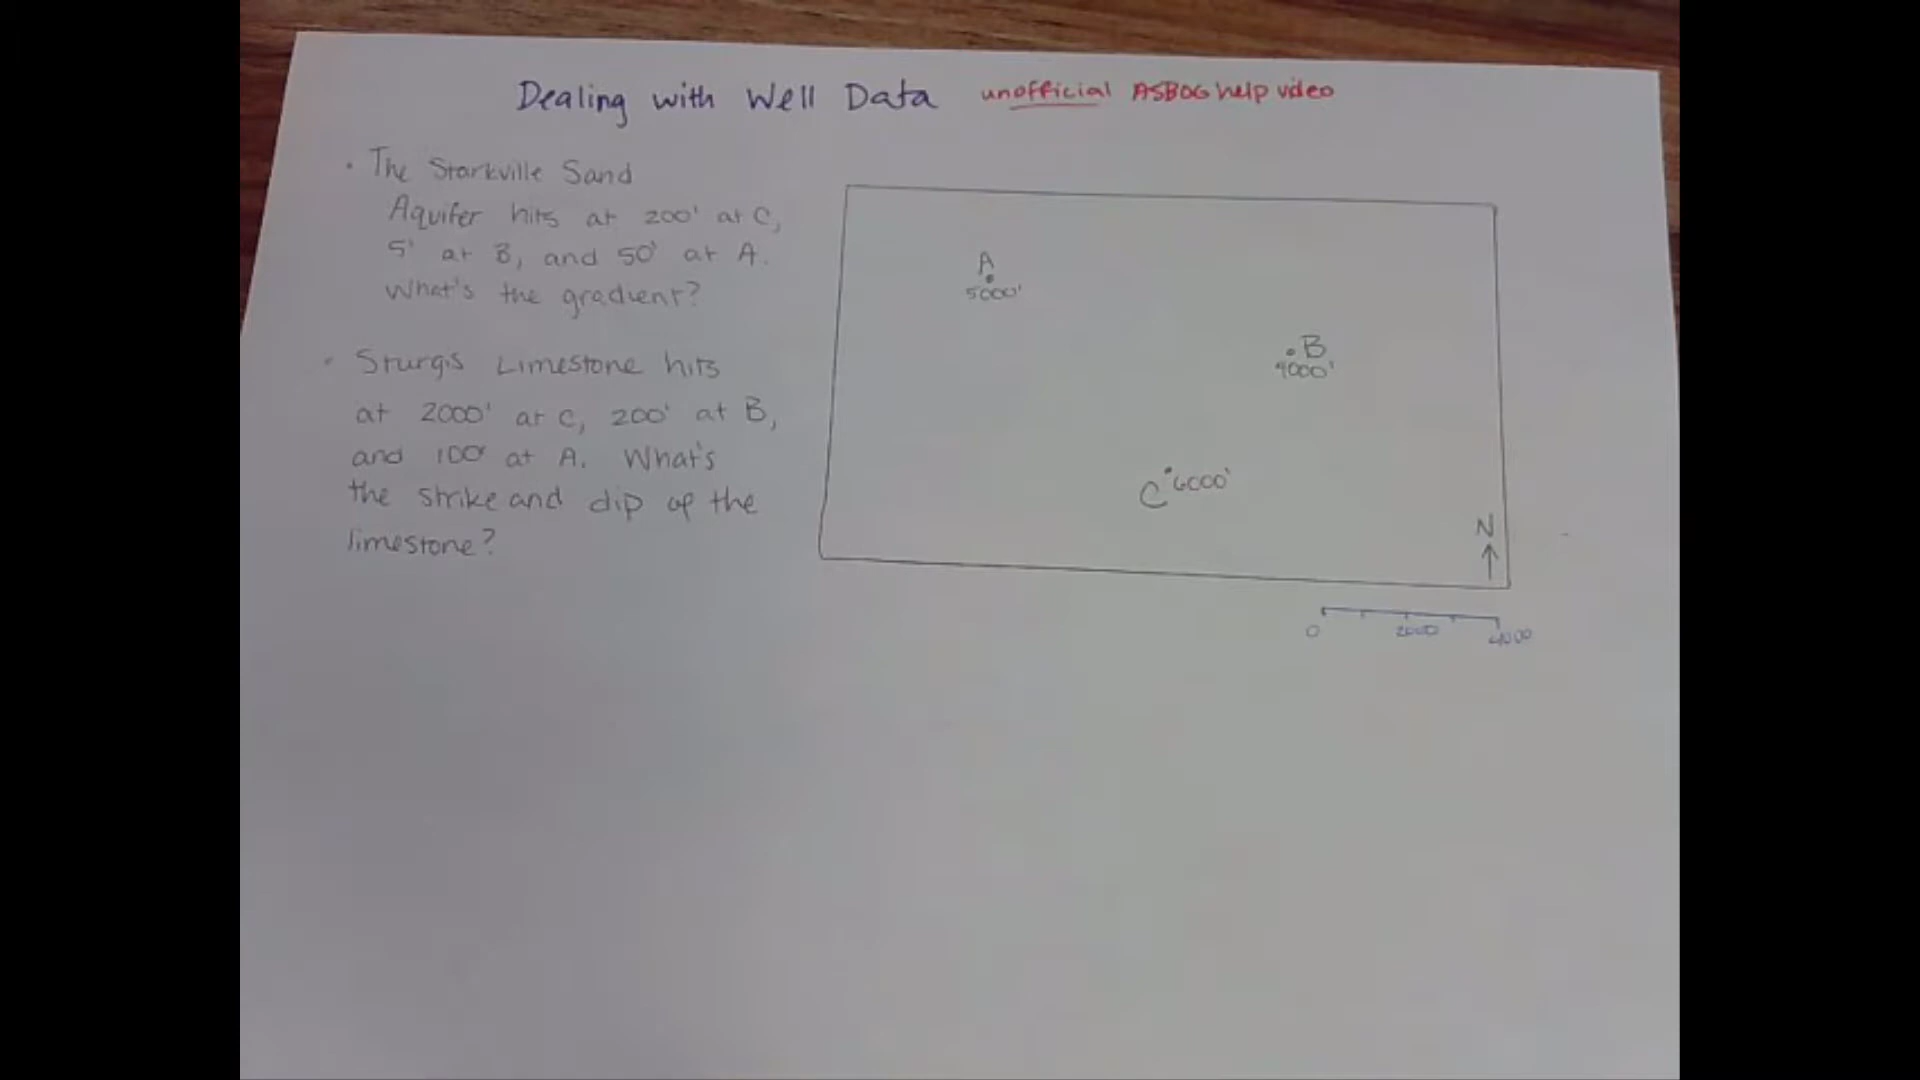 Dealing with Well Data unofficial ASBOG help video
• The Starkville Sand
Aquifer hits at 200' at C,
5' at B, and 50' at A.
What's the gradient?
• Sturgis Limestone hits
at 2000' at C, 200' at B,
and 100' at A. What's
the strike and dip of the
limestone?
A
5000'
B
4000'
C 6000'
N
0 2000 4000